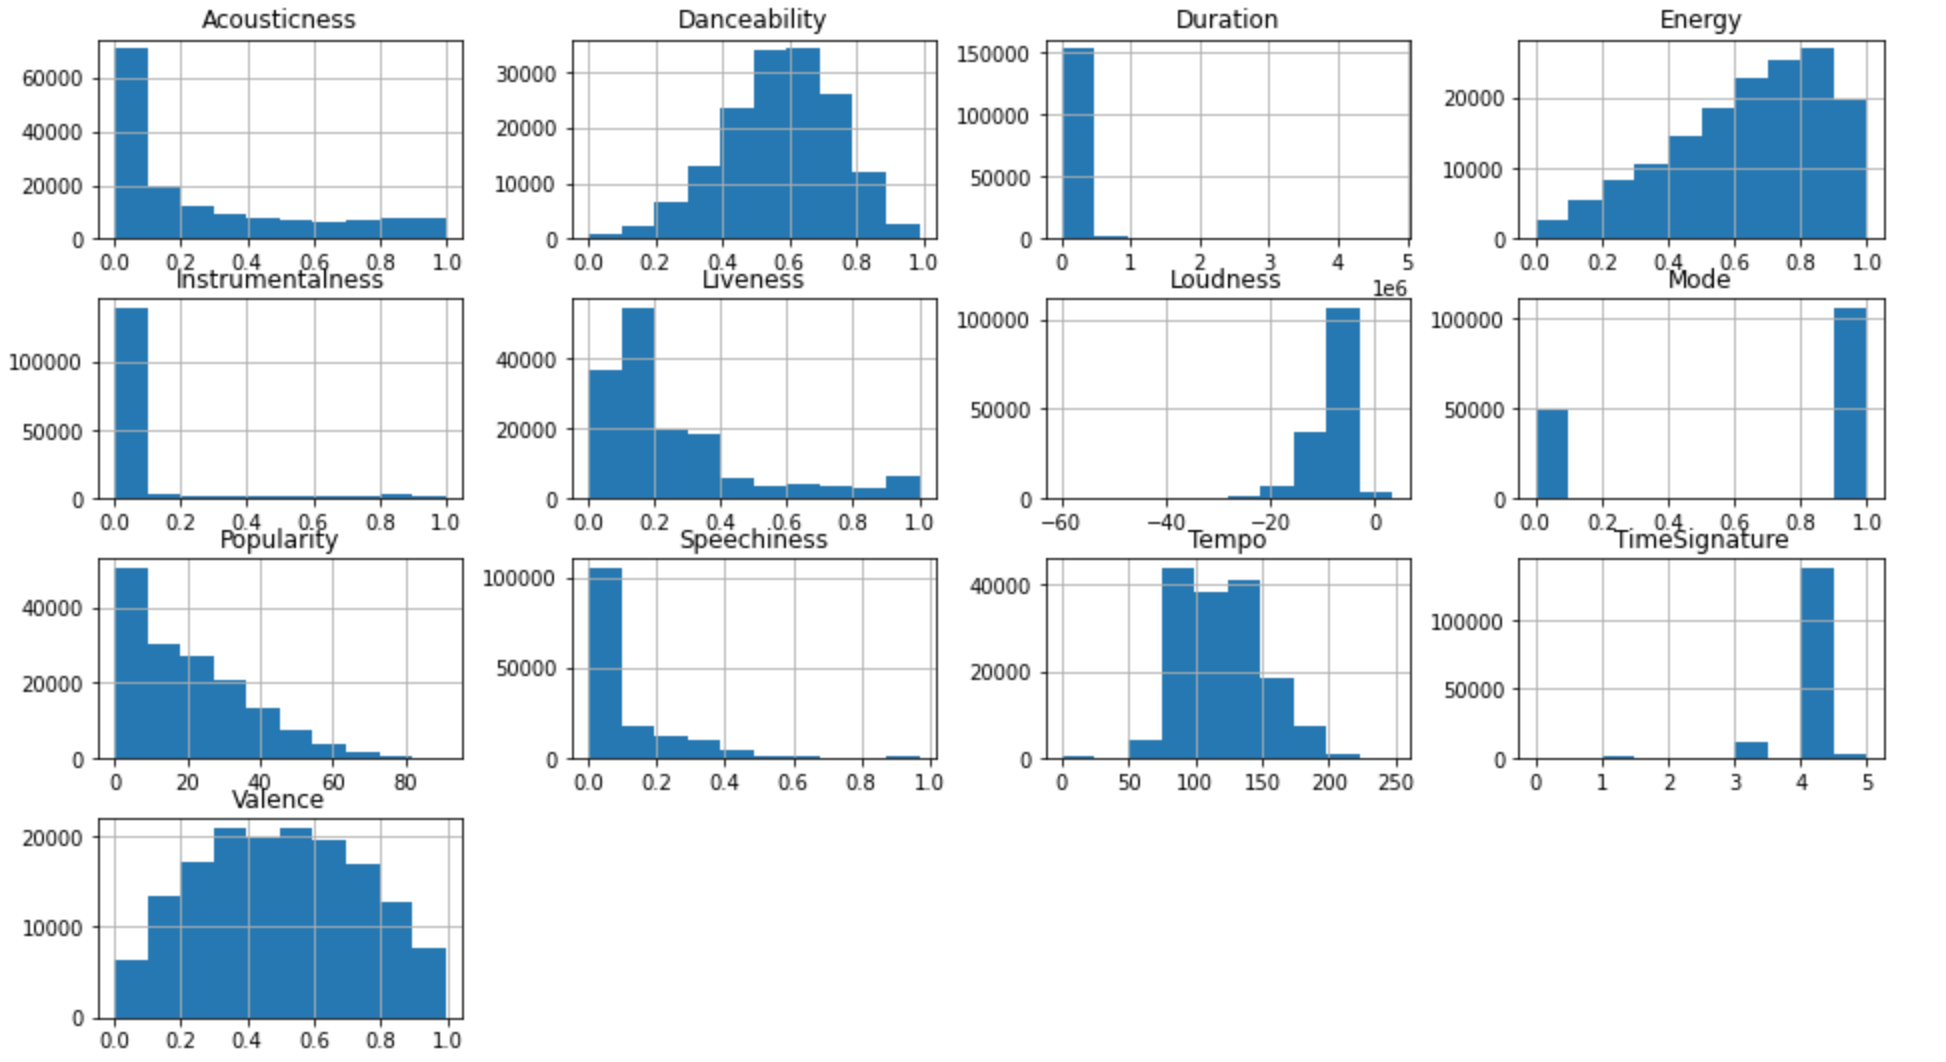 Acousticness Danceability Duration Energy
60000 30000 150000 20000
40000 20000 100000 10000
20000 10000 50000 0
0 0 0
0.0 0.2 0.4 0.6 0.8 1.0 0.0 0.2 0.4 0.6 0.8 1.0 0 1 2 3 4 5 0.0 0.2 0.4 0.6 0.8 1.0
1e6
Instrumentalness Liveness Loudness Mode
100000 40000 100000 100000
50000 20000 50000 50000
0 0 0 0
0.0 0.2 0.4 0.6 0.8 1.0 0.0 0.2 0.4 0.6 0.8 1.0 −60 −40 −20 0 0.0 0.2 0.4 0.6 0.8 1.0
Popularity Speechiness Tempo TimeSignature
40000 100000 40000 100000
20000 50000 20000 50000
0 0 0 0
0 20 40 60 80 0.0 0.2 0.4 0.6 0.8 1.0 0 50 100 150 200 250 0 1 2 3 4 5
Valence
20000
10000
0
0.0 0.2 0.4 0.6 0.8 1.0